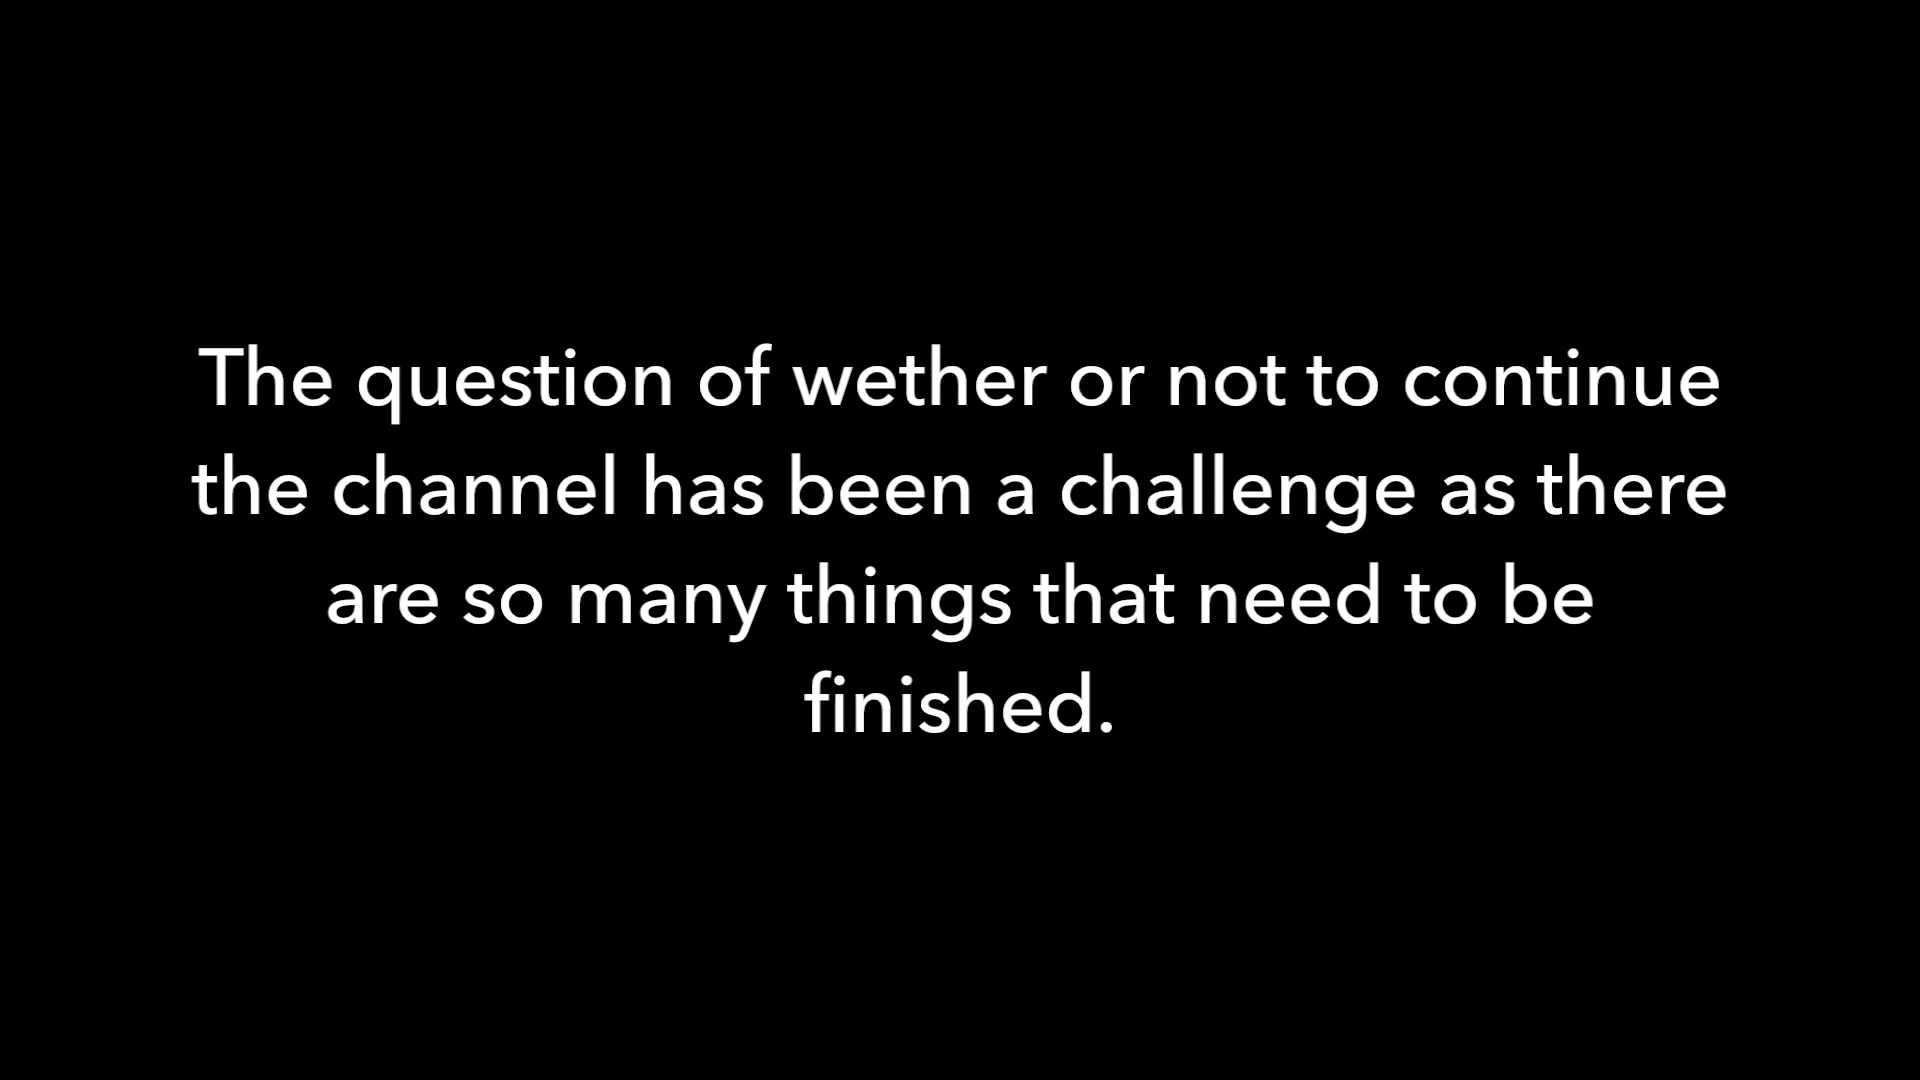 The question of wether or not to continue
the channel has been a challenge as there
are so many things that need to be
finished.